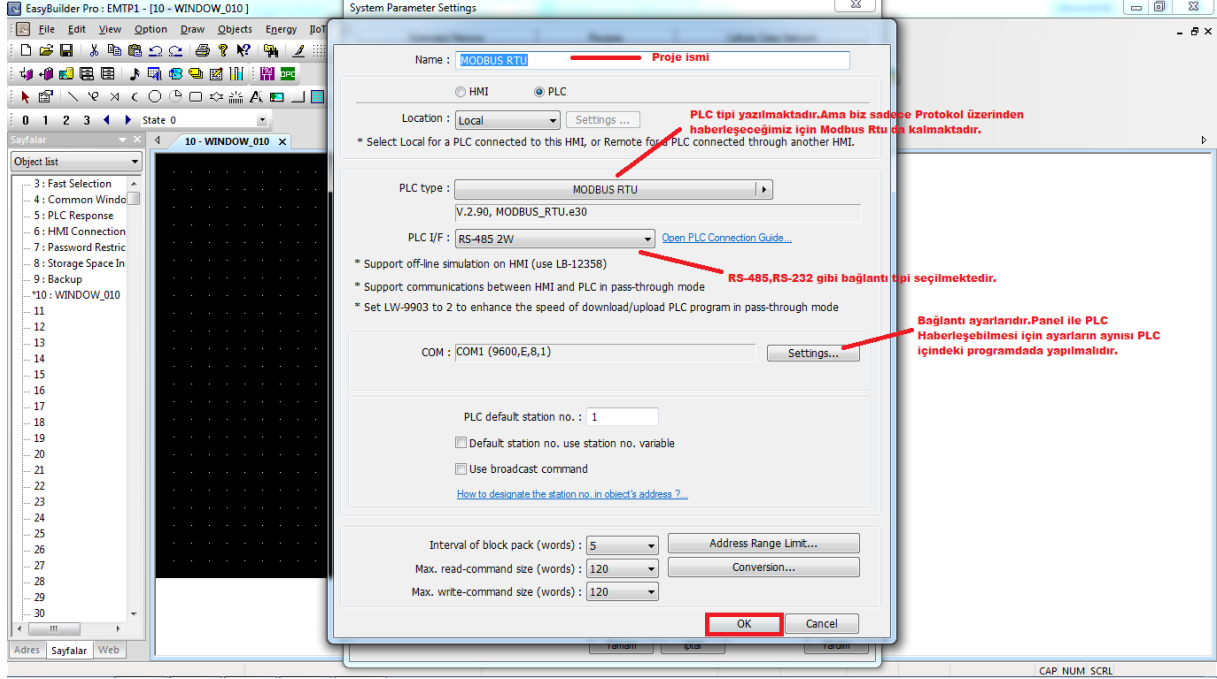 EasyBuilder Pro : EMTP1 - [10 - WINDOW_010 ]
System Parameter Settings
File Edit View Option Draw Objects Energy IIoT
0 1 2 3 State 0
Sayfalar
10 - WINDOW_010
Object list
3 : Fast Selection
4 : Common Windo
5 : PLC Response
6 : HMI Connection
7 : Password Restric
8 : Storage Space In
9 : Backup
*10 : WINDOW_010
11
12
13
14
15
16
17
18
19
20
21
22
23
24
25
26
27
28
29
30
Adres Sayfalar Web
Name : MODBUS RTU
Proje ismi
HMI PLC
Location : Local Settings ...
PLC tipi yazılmaktadır.Ama biz sadece Protokol üzerinden
haberleşeceğimiz için Modbus Rtu da kalmaktadır.
* Select Local for a PLC connected to this HMI, or Remote for a PLC connected through another HMI.
PLC type : MODBUS RTU
V.2.90, MODBUS_RTU.e30
PLC I/F : RS-485 2W Open PLC Connection Guide...
* Support off-line simulation on HMI (use LB-12358)
RS-485,RS-232 gibi bağlantı tipi seçilmektedir.
* Support communications between HMI and PLC in pass-through mode
* Set LW-9903 to 2 to enhance the speed of download/upload PLC program in pass-through mode
Bağlantı ayarlarıdır.Panel ile PLC
Haberleşebilmesi için ayarların aynısı PLC
içindeki programdada yapılmalıdır.
COM : COM1 (9600,E,8,1) Settings...
PLC default station no. : 1
Default station no. use station no. variable
Use broadcast command
How to designate the station no. in object's address ?...
Interval of block pack (words) : 5 Address Range Limit...
Max. read-command size (words) : 120 Conversion...
Max. write-command size (words) : 120
OK Cancel
CAP NUM SCRL